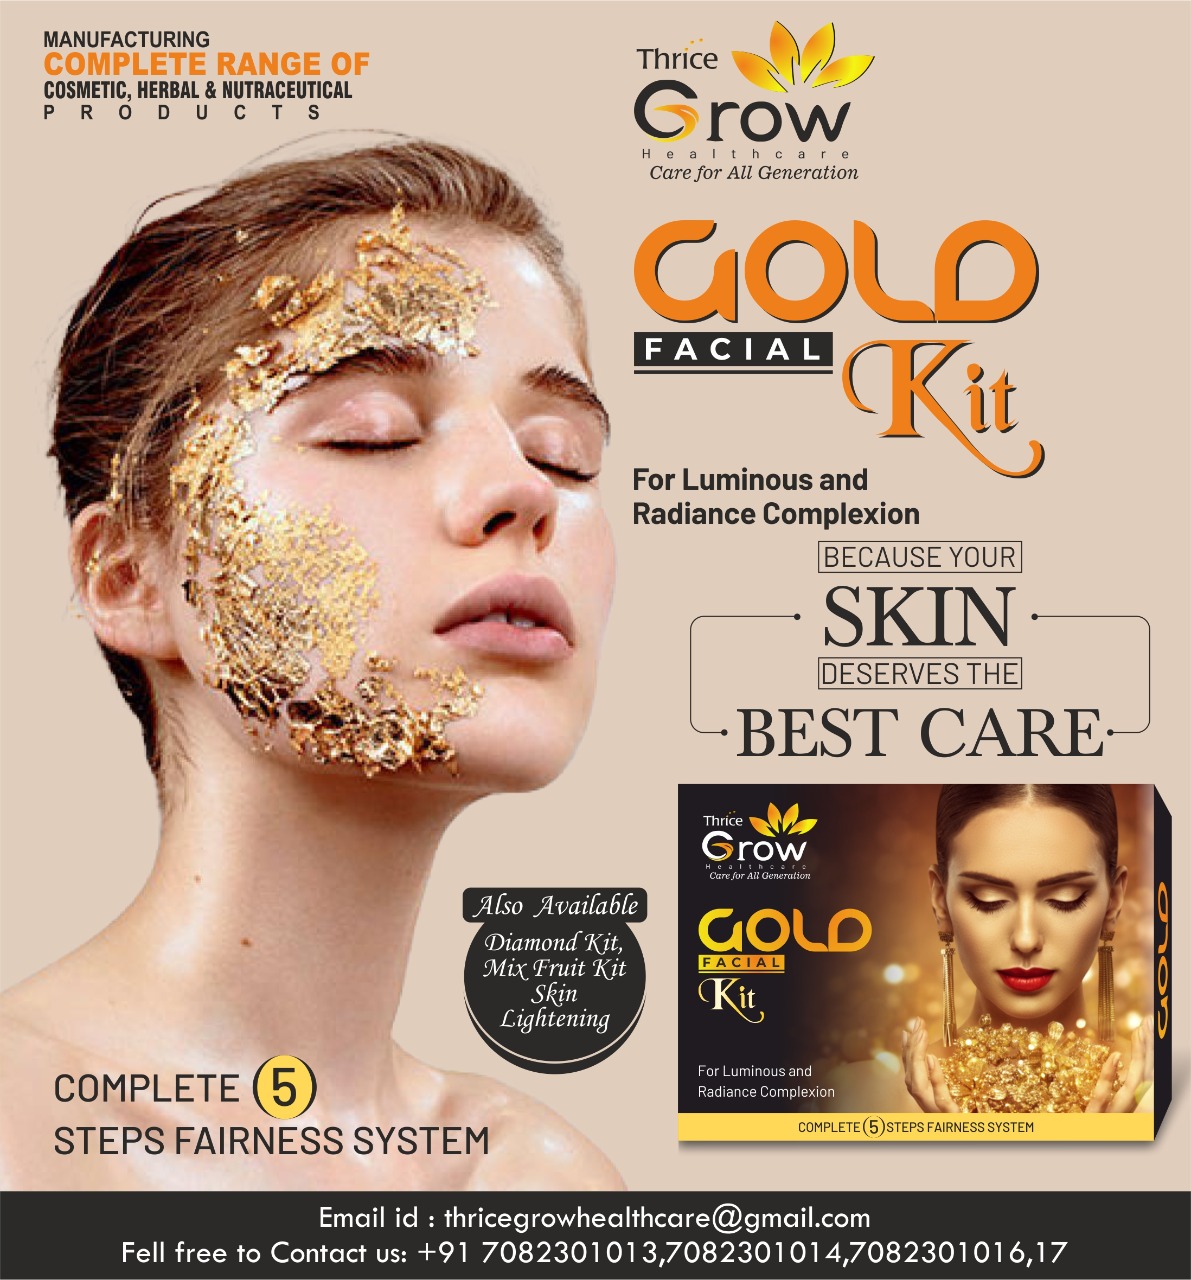 MANUFACTURING
COMPLETE RANGE OF
COSMETIC, HERBAL & NUTRACEUTICAL
PRODUCTS
Thrice
Grow
Healthcare
Care for All Generation
GOLD
FACIAL
Kit
For Luminous and
Radiance Complexion
BECAUSE YOUR
SKIN
DESERVES THE
BEST CARE
Thrice
Grow
Healthcare
Care for All Generation
GOLD
FACIAL
Kit
For Luminous and
Radiance Complexion
COMPLETE 5 STEPS FAIRNESS SYSTEM
GOLD
Also Available
Diamond Kit,
Mix Fruit Kit
Skin
Lightening
COMPLETE 5
STEPS FAIRNESS SYSTEM
Email id : thricegrowhealthcare@gmail.com
Fell free to Contact us: +91 7082301013,7082301014,7082301016,17